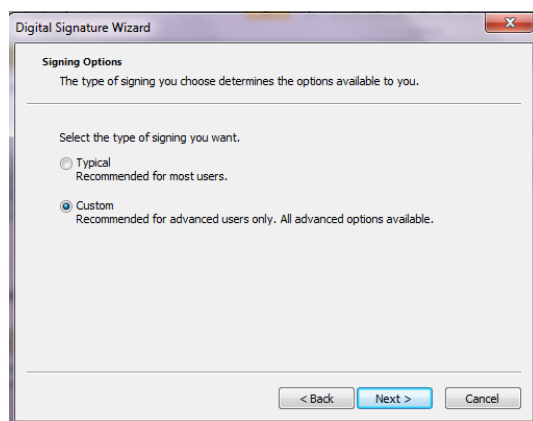 Digital Signature Wizard
X
Signing Options
The type of signing you choose determines the options available to you.
Select the type of signing you want.
Typical
Recommended for most users.
Custom
Recommended for advanced users only. All advanced options available.
< Back Next > Cancel